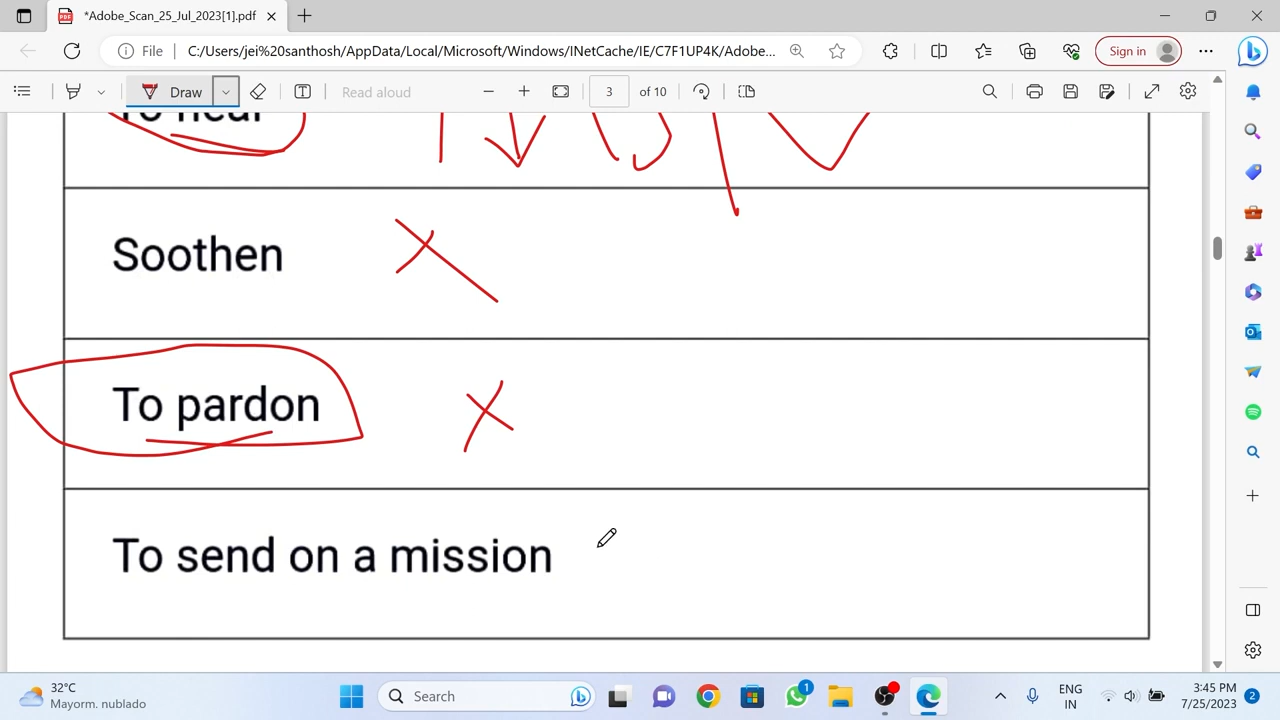 *Adobe_Scan_25_Jul_2023[1].pdf
File
C:/Users/jei%20santhosh/AppData/Local/Microsoft/Windows/INetCache/IE/C7F1UP4K/Adobe...
Sign in
Draw
Read aloud
3
of 10
Soothen
To pardon
To send on a mission
32°C
Mayorm. nublado
Search
1
ENG
IN
3:45 PM
7/25/2023
2